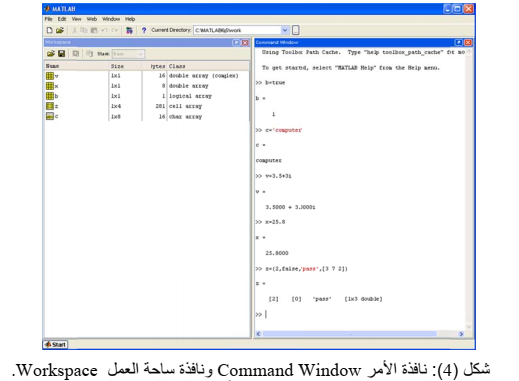 MATLAB
File Edit View Web Window Help
? Current Directory: C:\MATLAB6p5\work
Workspace
Stack: Base
Name Size Bytes Class
v 1x1 16 double array (complex)
x 1x1 8 double array
b 1x1 1 logical array
z 1x4 281 cell array
c 1x8 16 char array
Command Window
Using Toolbox Path Cache. Type "help toolbox_path_cache" for mo
To get started, select "MATLAB Help" from the Help menu.
>> b=true
b =
1
>> c='computer'
c =
computer
>> v=3.5+3i
v =
3.5000 + 3.0000i
>> x=25.8
x =
25.8000
>> z={2,false,'pass',[3 7 2]}
z =
[2] [0] 'pass' [1x3 double]
>>
Start
شكل (4): نافذة الأمر Command Window ونافذة ساحة العمل Workspace.